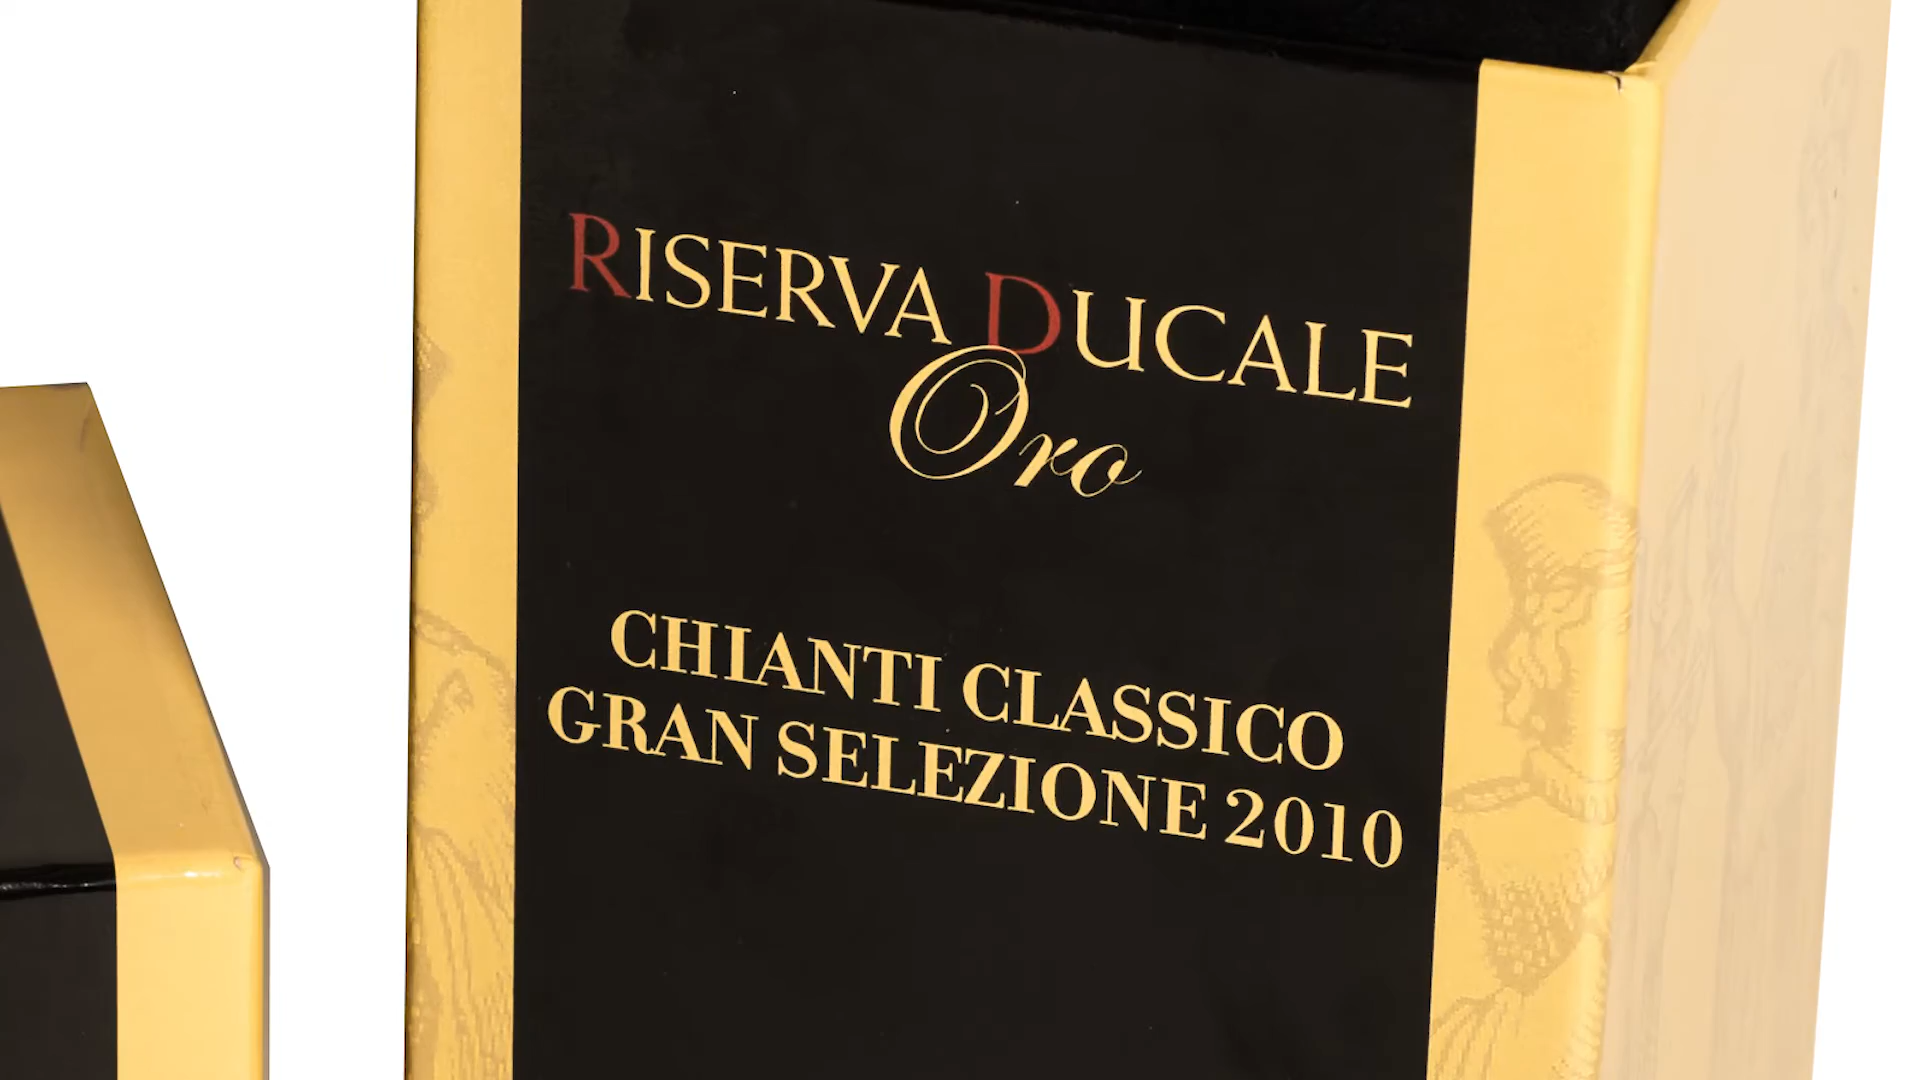 RISERVA DUCALE
Oro
CHIANTI CLASSICO
GRAN SELEZIONE 2010